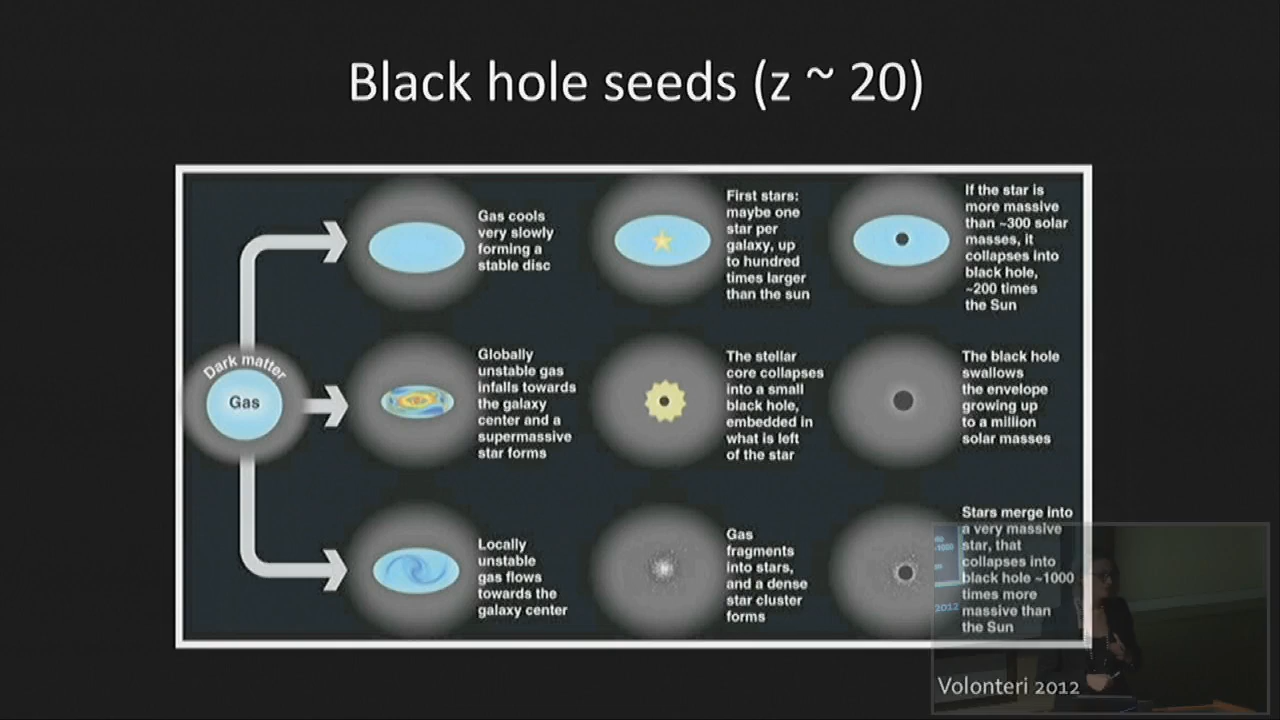 Black hole seeds (z ~ 20)
Gas cools
very slowly
forming a
stable disc
First stars:
maybe one
star per
galaxy, up
to hundred
times larger
than the sun
If the star is
more massive
than ~300 solar
masses, it
collapses into
black hole,
~200 times
the Sun
Dark matter
Gas
Globally
unstable gas
infalls towards
the galaxy
center and a
supermassive
star forms
The stellar
core collapses
into a small
black hole,
embedded in
what is left
of the star
The black hole
swallows
the envelope
growing up
to a million
solar masses
Locally
unstable
gas flows
towards the
galaxy center
Gas
fragments
into stars,
and a dense
star cluster
forms
Stars merge into
a very massive
star, that
collapses into
black hole ~1000
times more
massive than
the Sun
2012
Volonteri 2012